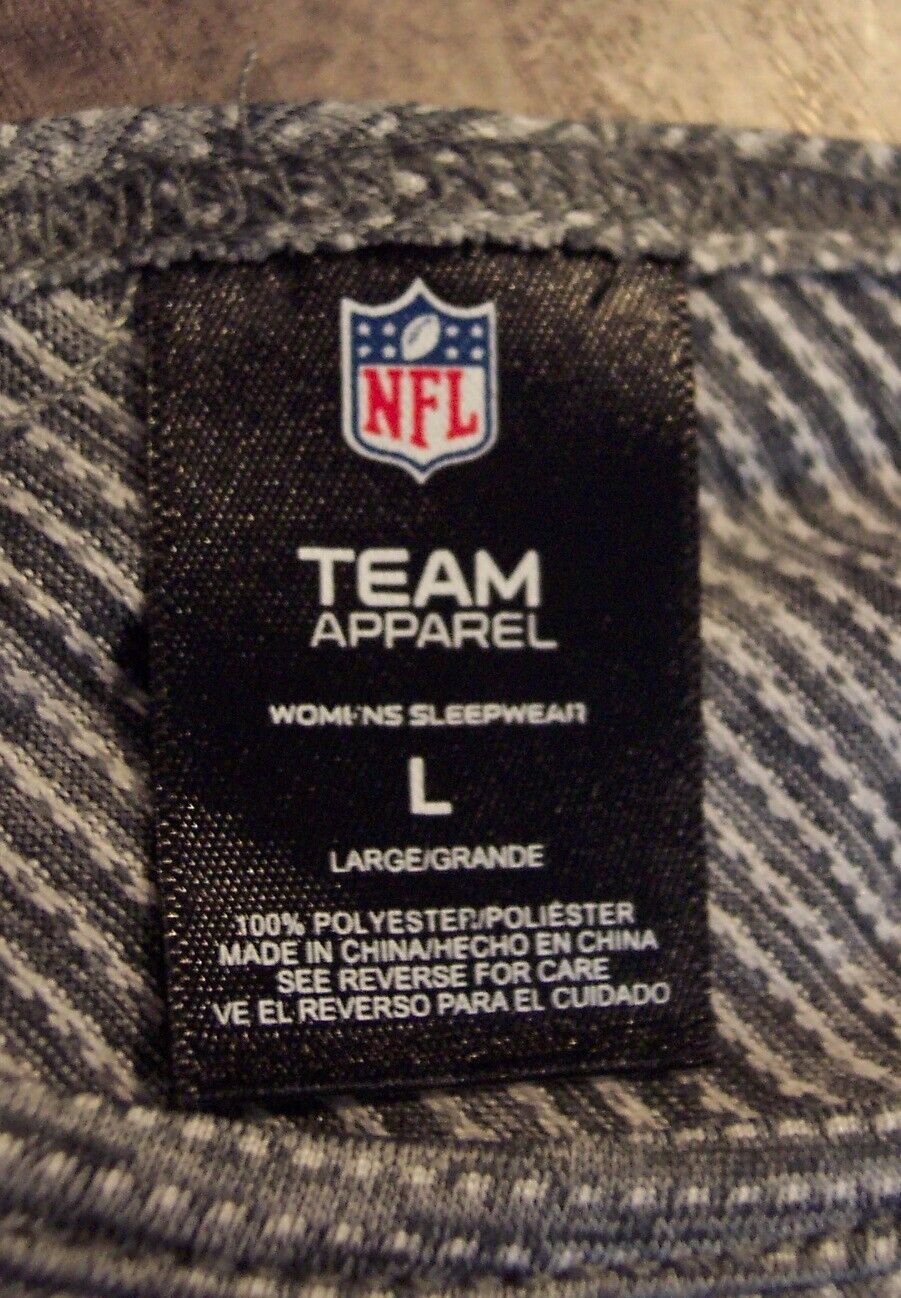 NFL
TEAM
APPAREL
WOMENS SLEEPWEAR
L
LARGE/GRANDE
100% POLYESTER/POLIÉSTER
MADE IN CHINA/HECHO EN CHINA
SEE REVERSE FOR CARE
VE EL REVERSO PARA EL CUIDADO